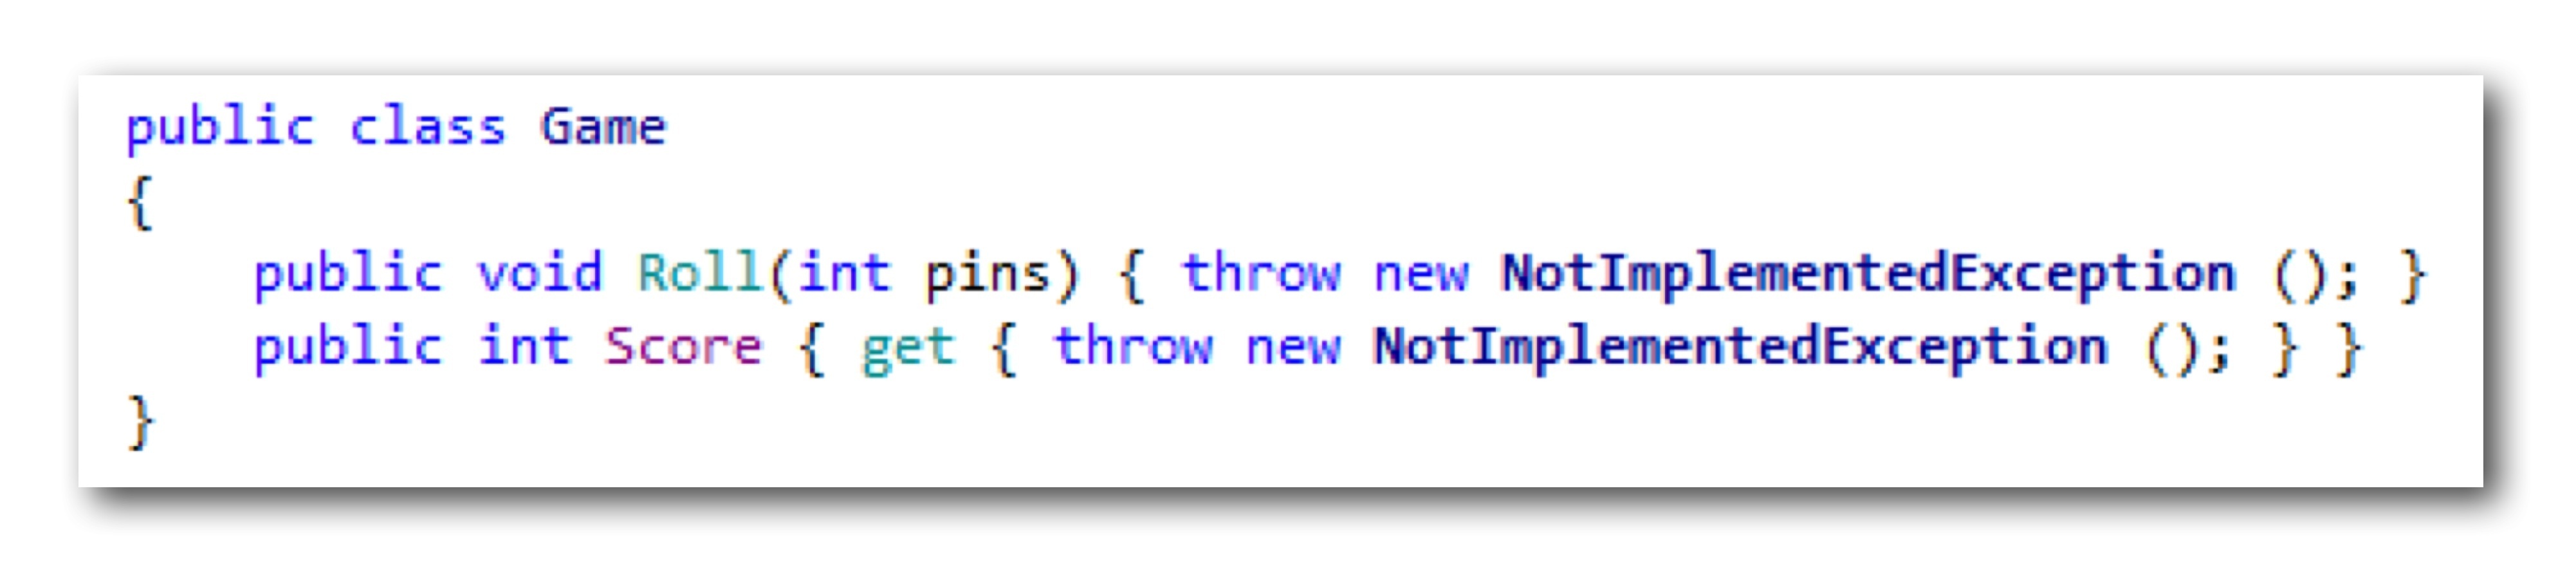 public class Game
{
    public void Roll(int pins) { throw new NotImplementedException (); }
    public int Score { get { throw new NotImplementedException (); } }
}